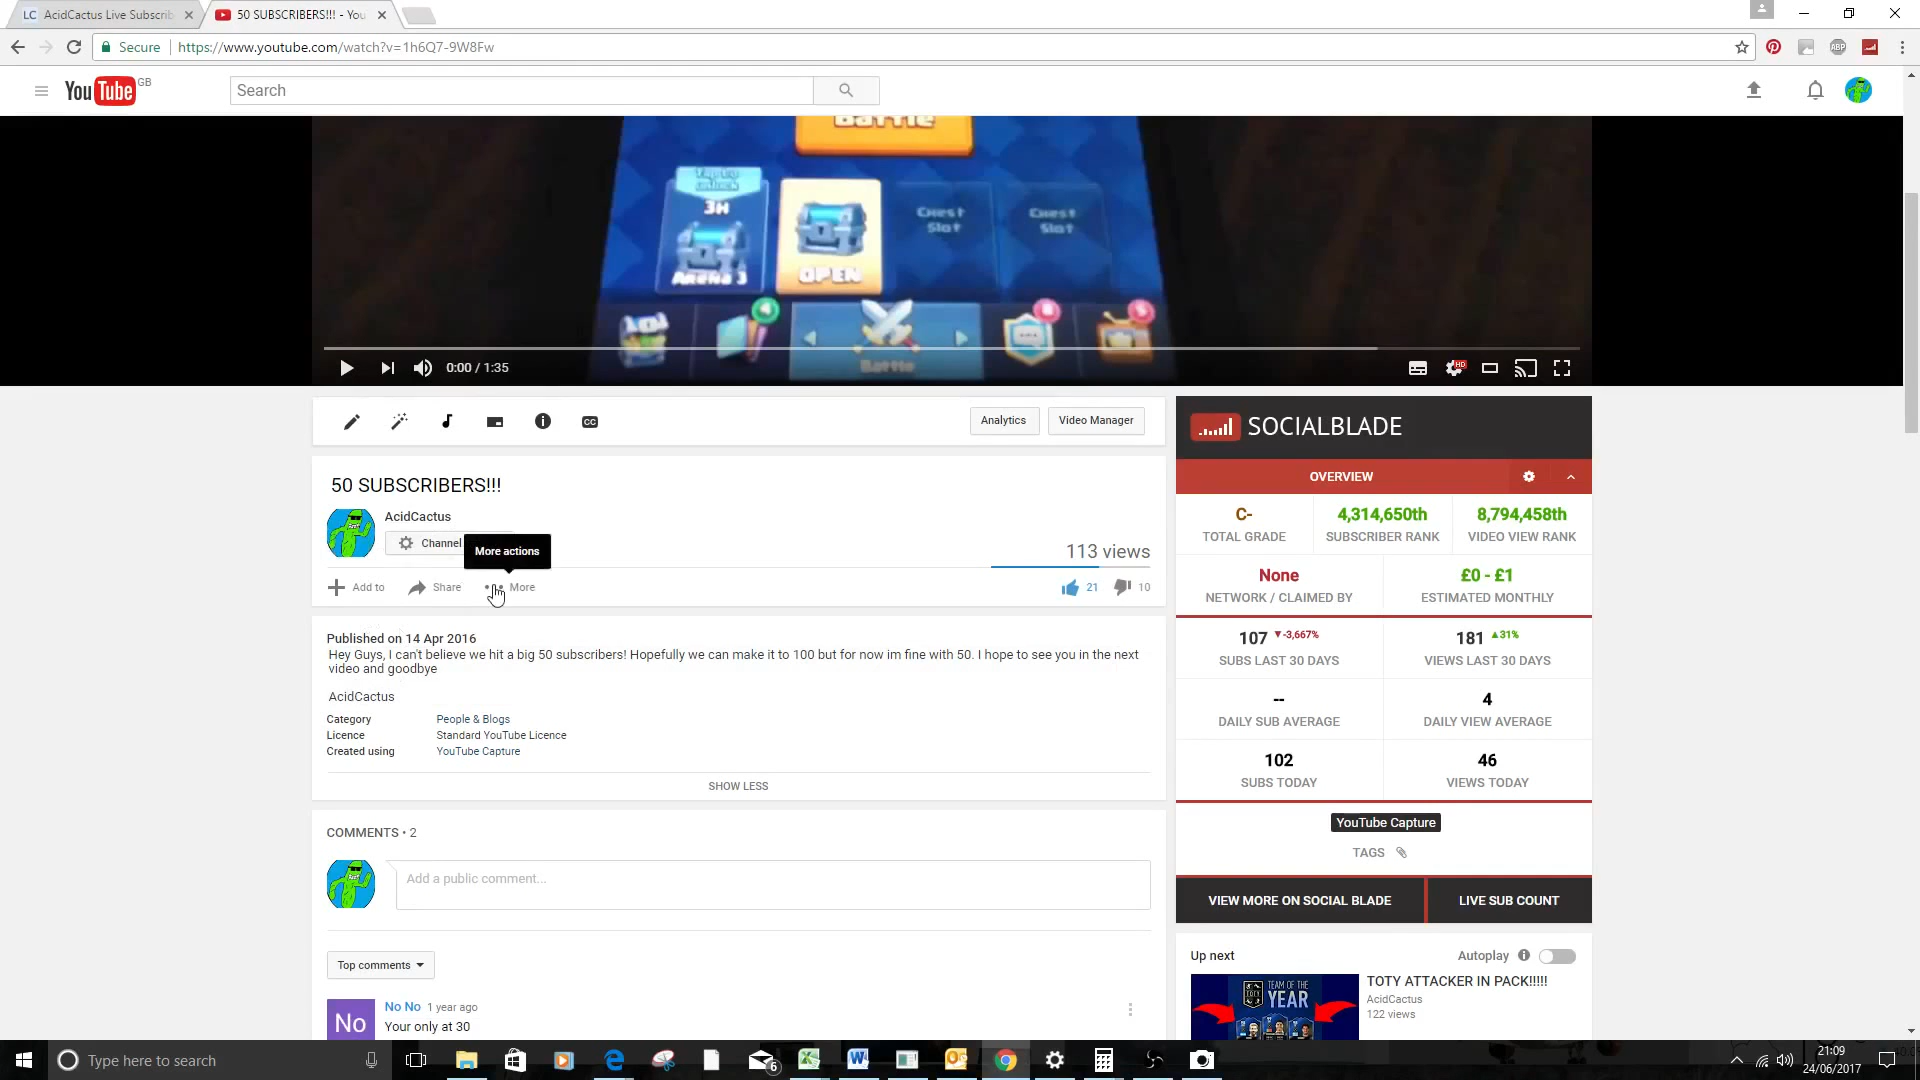 LC AcidCactus Live Subscrib
50 SUBSCRIBERS!!! - You
Secure https://www.youtube.com/watch?v=1h6Q7-9W8Fw
ABP
YouTube GB
Search
Battle
Tap to unlock
3H
Arena 3
OPEN
Chest Slot
Chest Slot
Battle
0:00 / 1:35
HD
CC
Analytics
Video Manager
50 SUBSCRIBERS!!!
AcidCactus
Channel
More actions
113 views
Add to
Share
More
21
10
Published on 14 Apr 2016
Hey Guys, I can't believe we hit a big 50 subscribers! Hopefully we can make it to 100 but for now im fine with 50. I hope to see you in the next
video and goodbye
AcidCactus
Category People & Blogs
Licence Standard YouTube Licence
Created using YouTube Capture
SHOW LESS
COMMENTS • 2
Add a public comment...
Top comments
No
No No 1 year ago
Your only at 30
SOCIALBLADE
OVERVIEW
C-
TOTAL GRADE
4,314,650th
SUBSCRIBER RANK
8,794,458th
VIDEO VIEW RANK
None
NETWORK / CLAIMED BY
£0 - £1
ESTIMATED MONTHLY
107 ▼-3,667%
SUBS LAST 30 DAYS
181 ▲31%
VIEWS LAST 30 DAYS
--
DAILY SUB AVERAGE
4
DAILY VIEW AVERAGE
102
SUBS TODAY
46
VIEWS TODAY
YouTube Capture
TAGS
VIEW MORE ON SOCIAL BLADE
LIVE SUB COUNT
Up next
Autoplay
TEAM OF THE
YEAR
TOTY ATTACKER IN PACK!!!!!
AcidCactus
122 views
Type here to search
6
21:09
24/06/2017